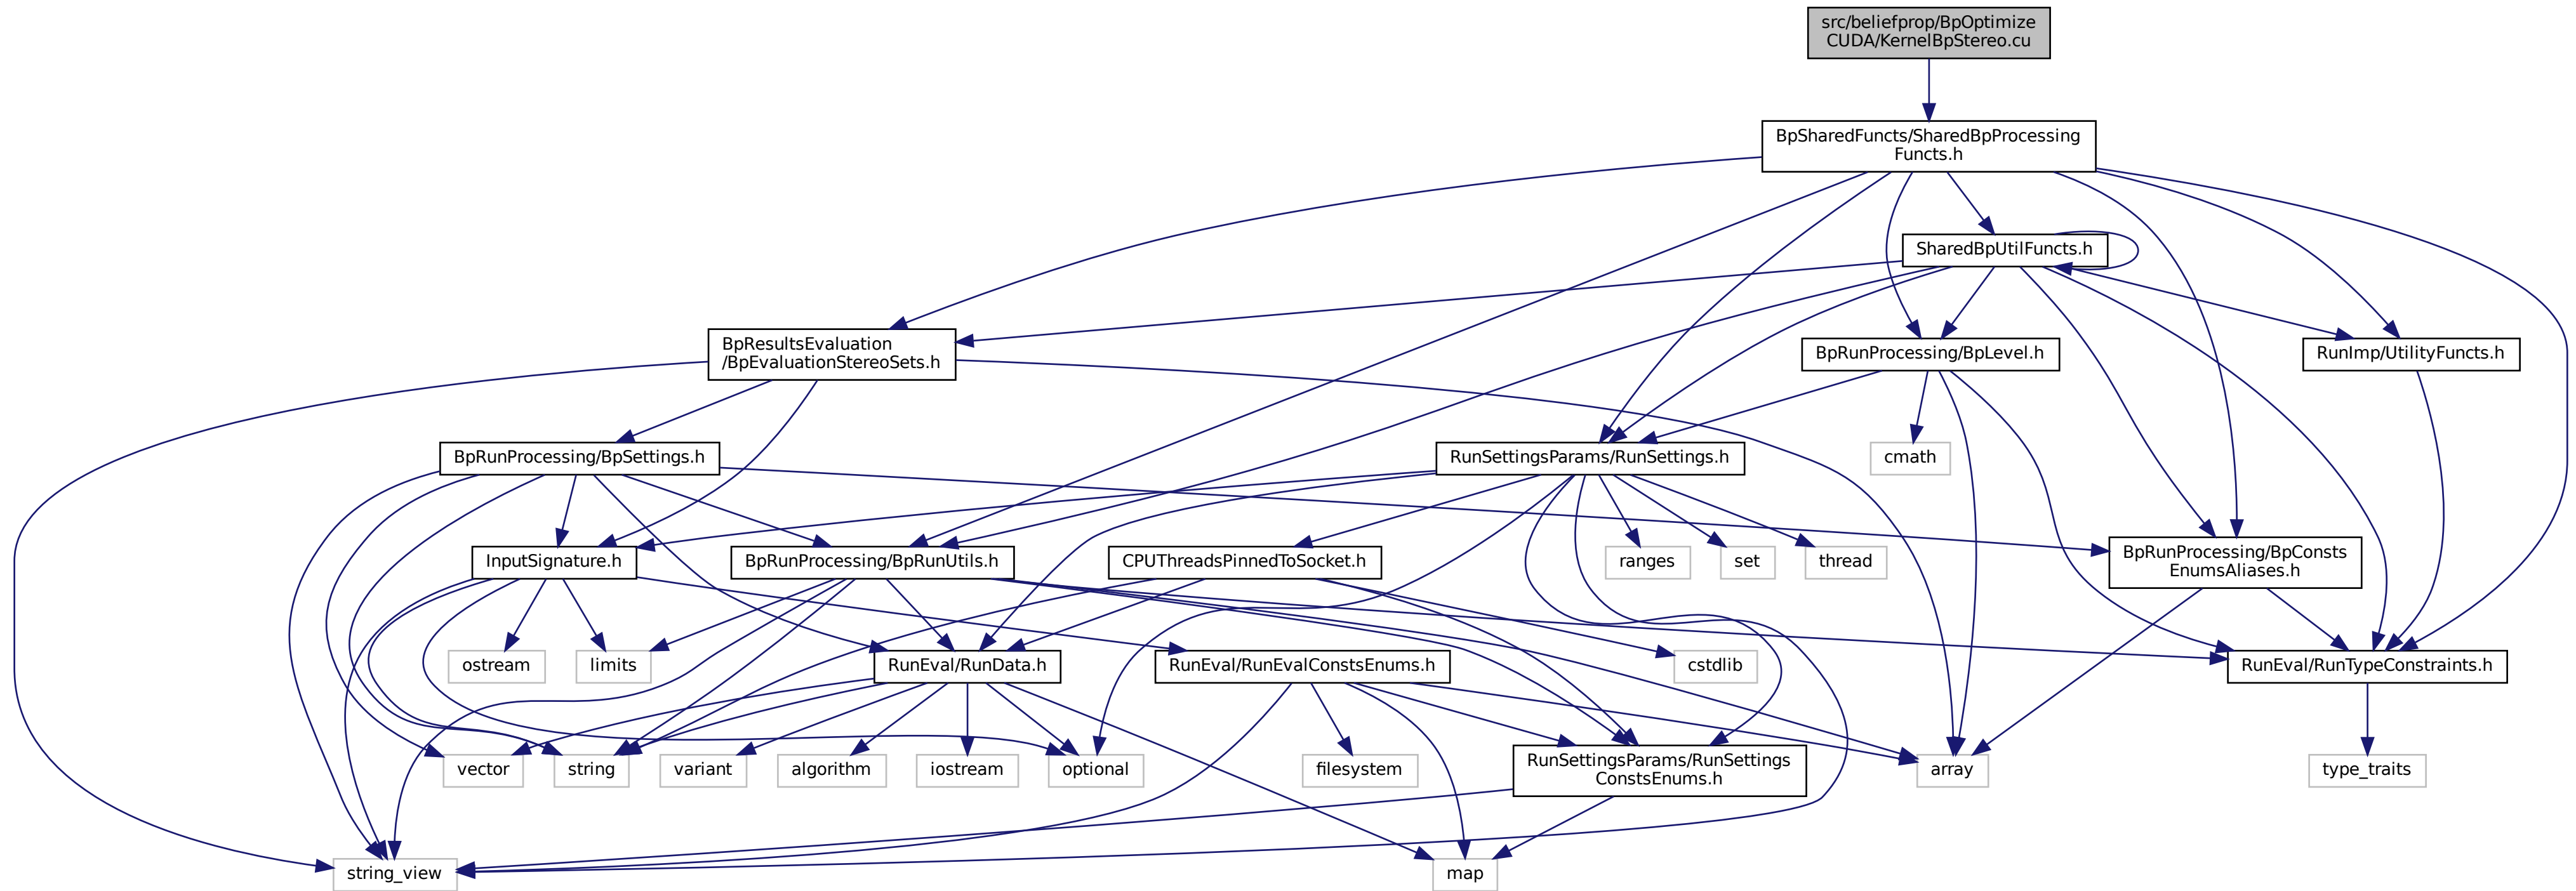 src/beliefprop/BpOptimize
CUDA/KernelBpStereo.cu
BpSharedFuncts/SharedBpProcessing
Functs.h
SharedBpUtilFuncts.h
BpResultsEvaluation
/BpEvaluationStereoSets.h
BpRunProcessing/BpLevel.h
RunImp/UtilityFuncts.h
BpRunProcessing/BpSettings.h
RunSettingsParams/RunSettings.h
cmath
InputSignature.h
BpRunProcessing/BpRunUtils.h
CPUThreadsPinnedToSocket.h
ranges
set
thread
BpRunProcessing/BpConsts
EnumsAliases.h
ostream
limits
RunEval/RunData.h
RunEval/RunEvalConstsEnums.h
cstdlib
RunEval/RunTypeConstraints.h
vector
string
variant
algorithm
iostream
optional
filesystem
RunSettingsParams/RunSettings
ConstsEnums.h
array
type_traits
string_view
map